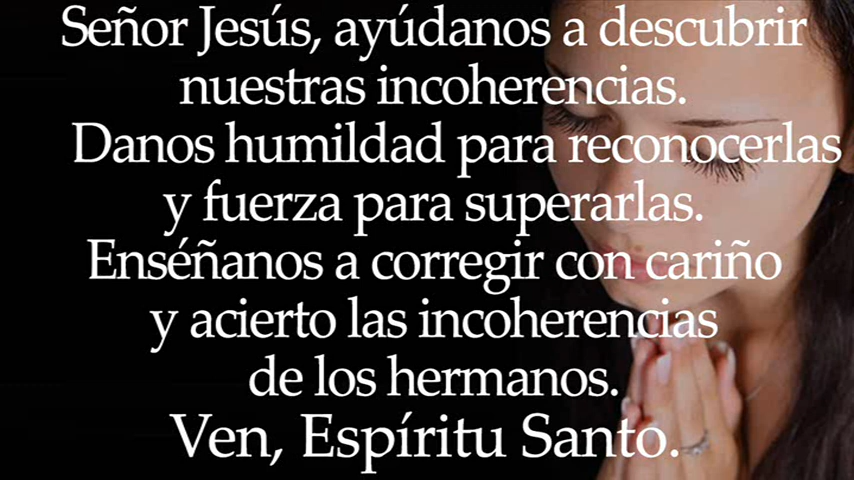 Señor Jesús, ayúdanos a descubrir
nuestras incoherencias.
Danos humildad para reconocerlas
y fuerza para superarlas.
Enséñanos a corregir con cariño
y acierto las incoherencias
de los hermanos.
Ven, Espíritu Santo.